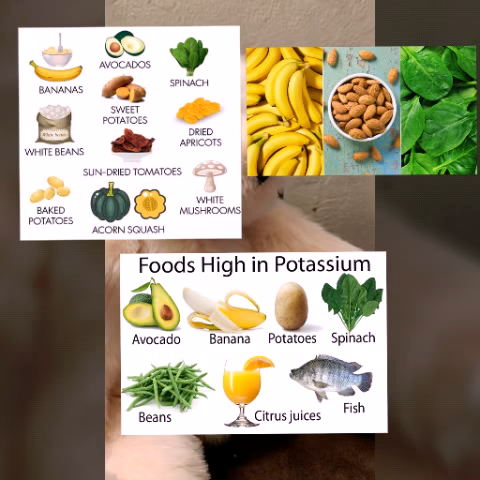 BANANAS
AVOCADOS
SPINACH
SWEET
POTATOES
WHITE BEANS
DRIED
APRICOTS
SUN-DRIED TOMATOES
BAKED
POTATOES
ACORN SQUASH
WHITE
MUSHROOMS
Foods High in Potassium
Avocado
Banana
Potatoes
Spinach
Beans
Citrus juices
Fish